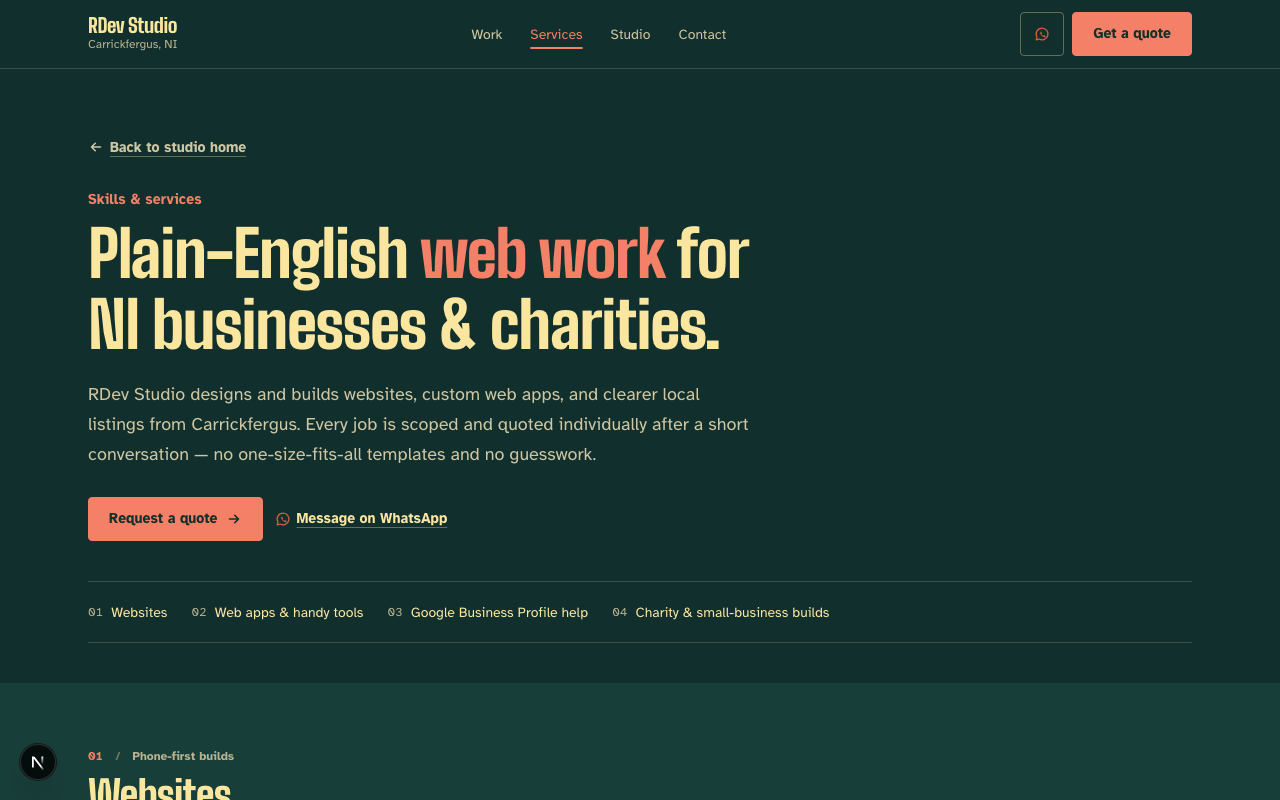 RDev Studio
Carrickfergus, NI
Work
Services
Studio
Contact
Get a quote
← Back to studio home
Skills & services
Plain-English web work for
NI businesses & charities.
RDev Studio designs and builds websites, custom web apps, and clearer local
listings from Carrickfergus. Every job is scoped and quoted individually after a short
conversation — no one-size-fits-all templates and no guesswork.
Request a quote →
Message on WhatsApp
01 Websites
02 Web apps & handy tools
03 Google Business Profile help
04 Charity & small-business builds
01 / Phone-first builds
Websites
N